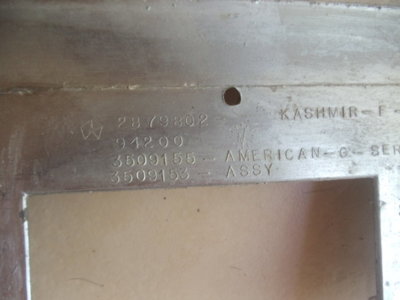 2879802 KASHMIR-F
94200
3509155- AMERICAN-G-SER
3509153- ASSY